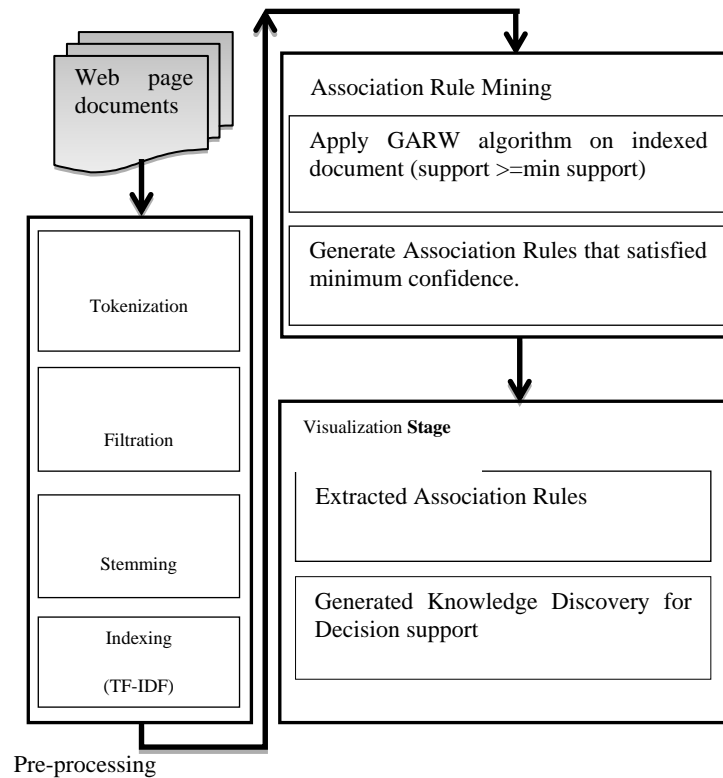 Web page
documents
Tokenization
Filtration
Stemming
Indexing
(TF-IDF)
Pre-processing
Association Rule Mining
Apply GARW algorithm on indexed
document (support >=min support)
Generate Association Rules that satisfied
minimum confidence.
Visualization Stage
Extracted Association Rules
Generated Knowledge Discovery for
Decision support